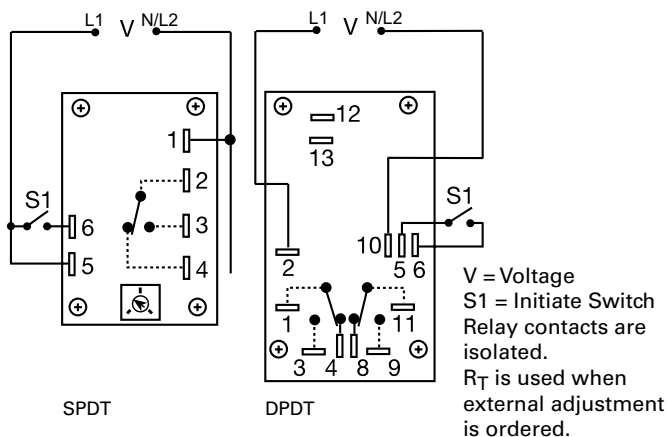 L1 V N/L2
L1 V N/L2
1
2
3
4
S1
6
5
SPDT
12
13
2
10 5 6
S1
1
11
3 4 8 9
DPDT
V = Voltage
S1 = Initiate Switch
Relay contacts are
isolated.
RT is used when
external adjustment
is ordered.